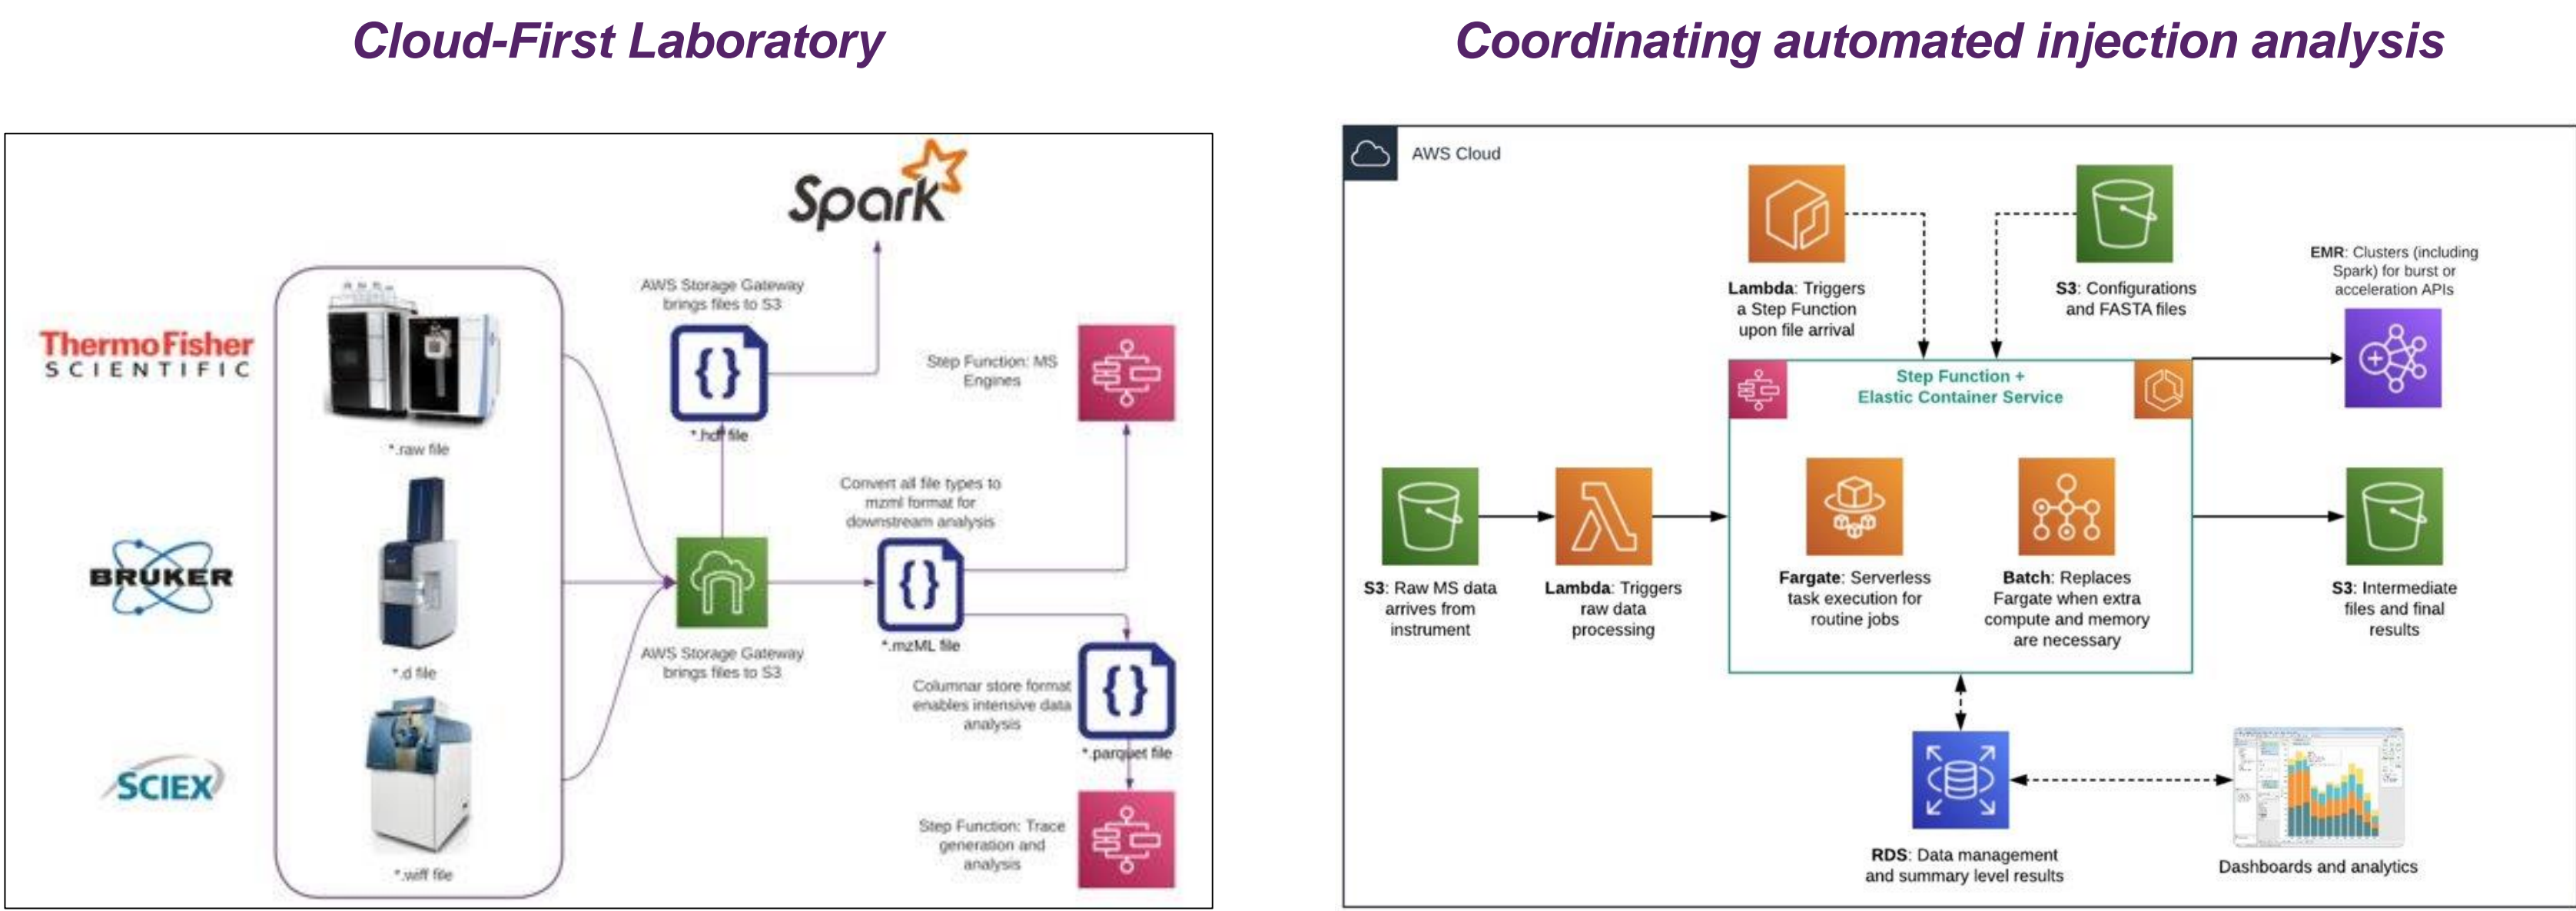 Cloud-First Laboratory
Spark
AWS Storage Gateway
brings files to S3
*.hdf file
Step Function: MS
Engines
ThermoFisher
SCIENTIFIC
*.raw file
BRUKER
*.d file
SCIEX
*.wiff file
Convert all file types to
mzml format for
downstream analysis
*.mzML file
AWS Storage Gateway
brings files to S3
Columnar store format
enables intensive data
analysis
*.parquet file
Step Function: Trace
generation and
analysis
Coordinating automated injection analysis
AWS Cloud
Lambda: Triggers
a Step Function
upon file arrival
S3: Configurations
and FASTA files
EMR: Clusters (including
Spark) for burst or
acceleration APIs
Step Function +
Elastic Container Service
S3: Raw MS data
arrives from
instrument
Lambda: Triggers
raw data
processing
Fargate: Serverless
task execution for
routine jobs
Batch: Replaces
Fargate when extra
compute and memory
are necessary
S3: Intermediate
files and final
results
RDS: Data management
and summary level results
Dashboards and analytics